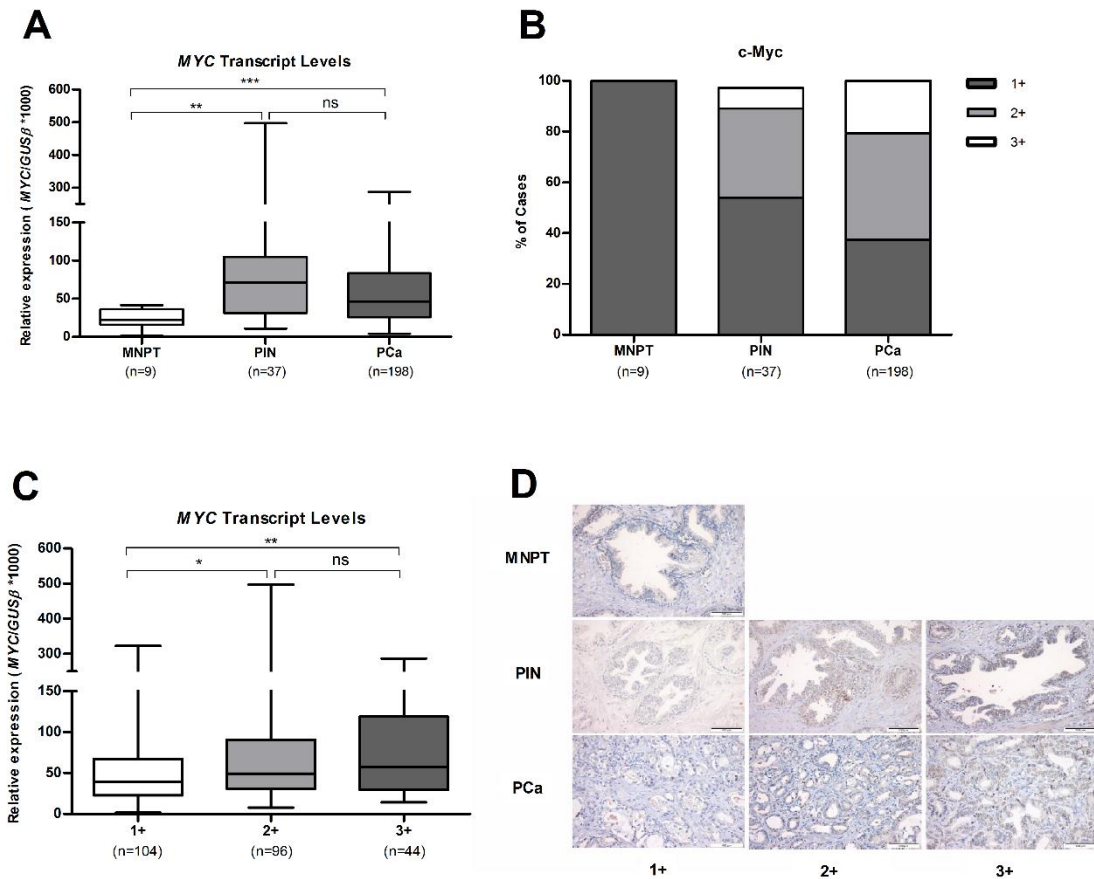 A
MYC Transcript Levels
Relative expression ( MYC/GUSβ *1000)
600
500
400
300
150
100
50
0
***
**
ns
MNPT
PIN
PCa
(n=9)
(n=37)
(n=198)
B
c-Myc
% of Cases
100
80
60
40
20
0
MNPT
PIN
PCa
(n=9)
(n=37)
(n=198)
1+
2+
3+
C
MYC Transcript Levels
Relative expression (MYC/GUSβ *1000)
600
500
400
300
150
100
50
0
**
*
ns
1+
2+
3+
(n=104)
(n=96)
(n=44)
D
MNPT
PIN
PCa
1+
2+
3+